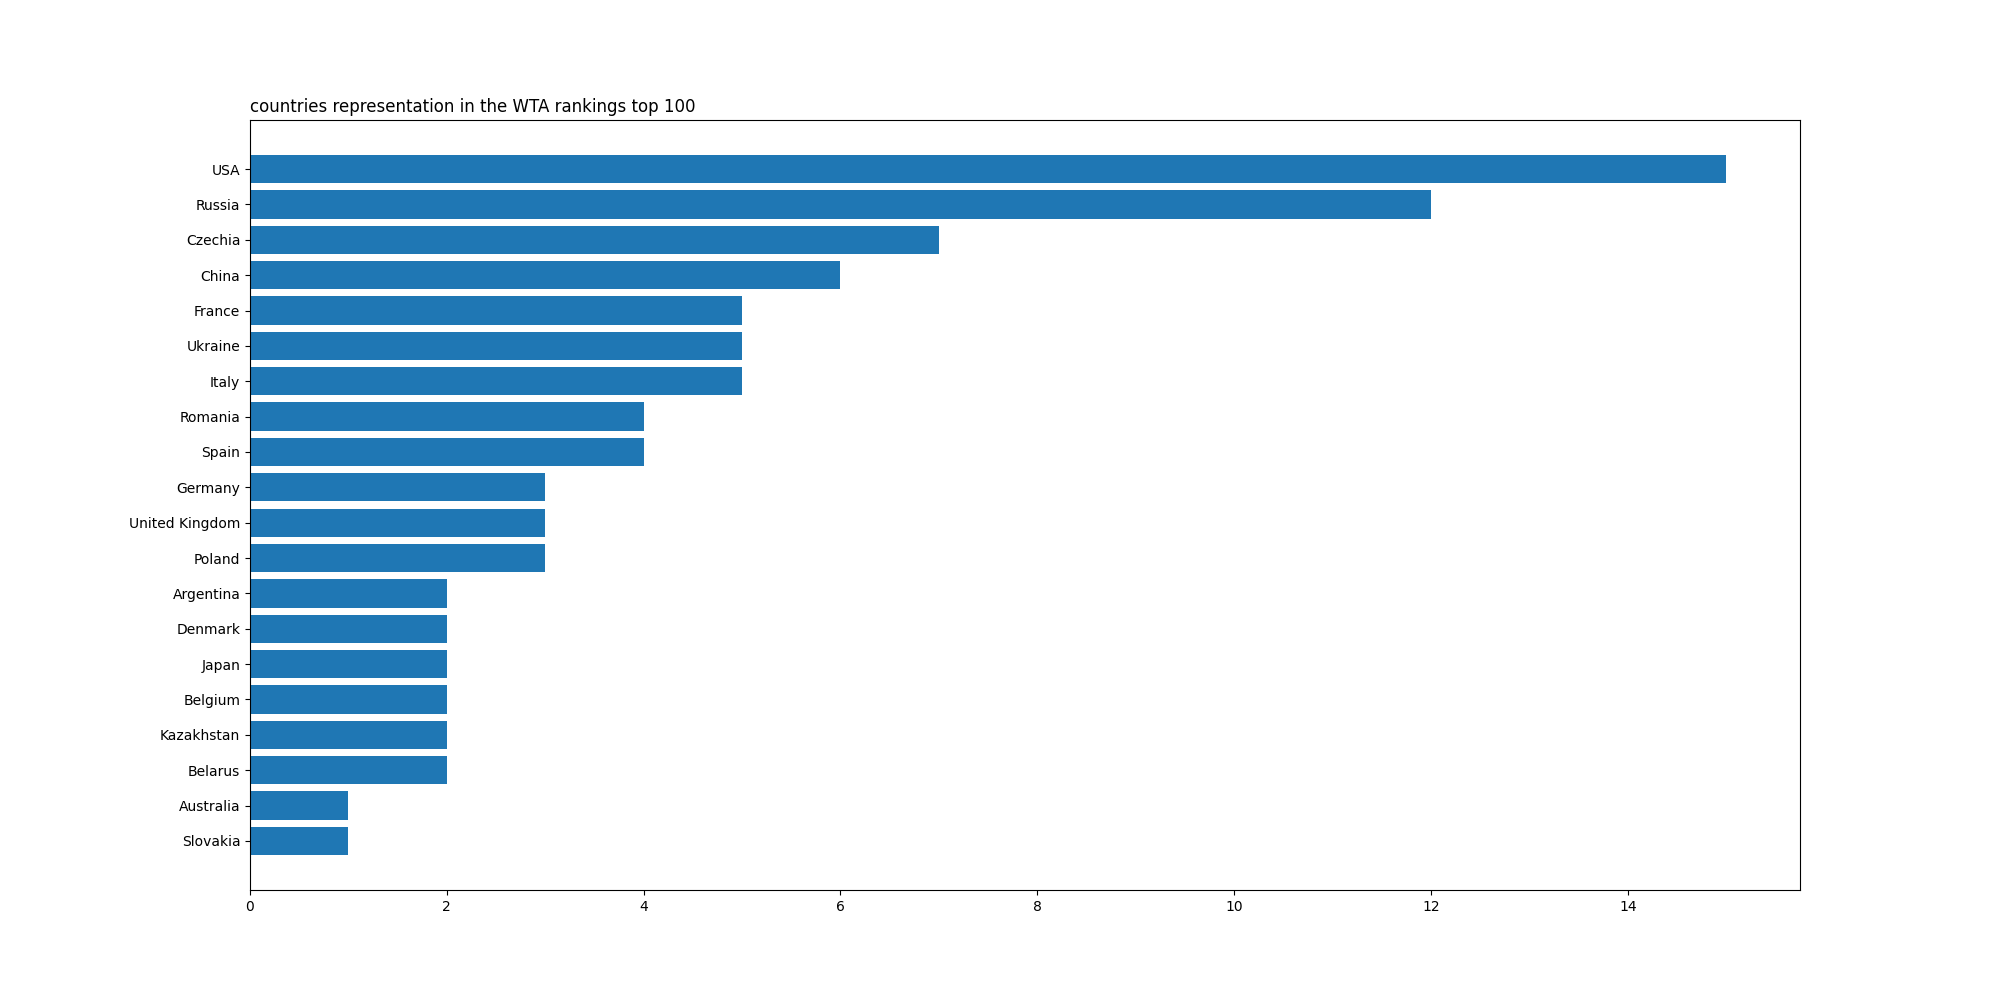 countries representation in the WTA rankings top 100
USA
Russia
Czechia
China
France
Ukraine
Italy
Romania
Spain
Germany
United Kingdom
Poland
Argentina
Denmark
Japan
Belgium
Kazakhstan
Belarus
Australia
Slovakia
0 2 4 6 8 10 12 14